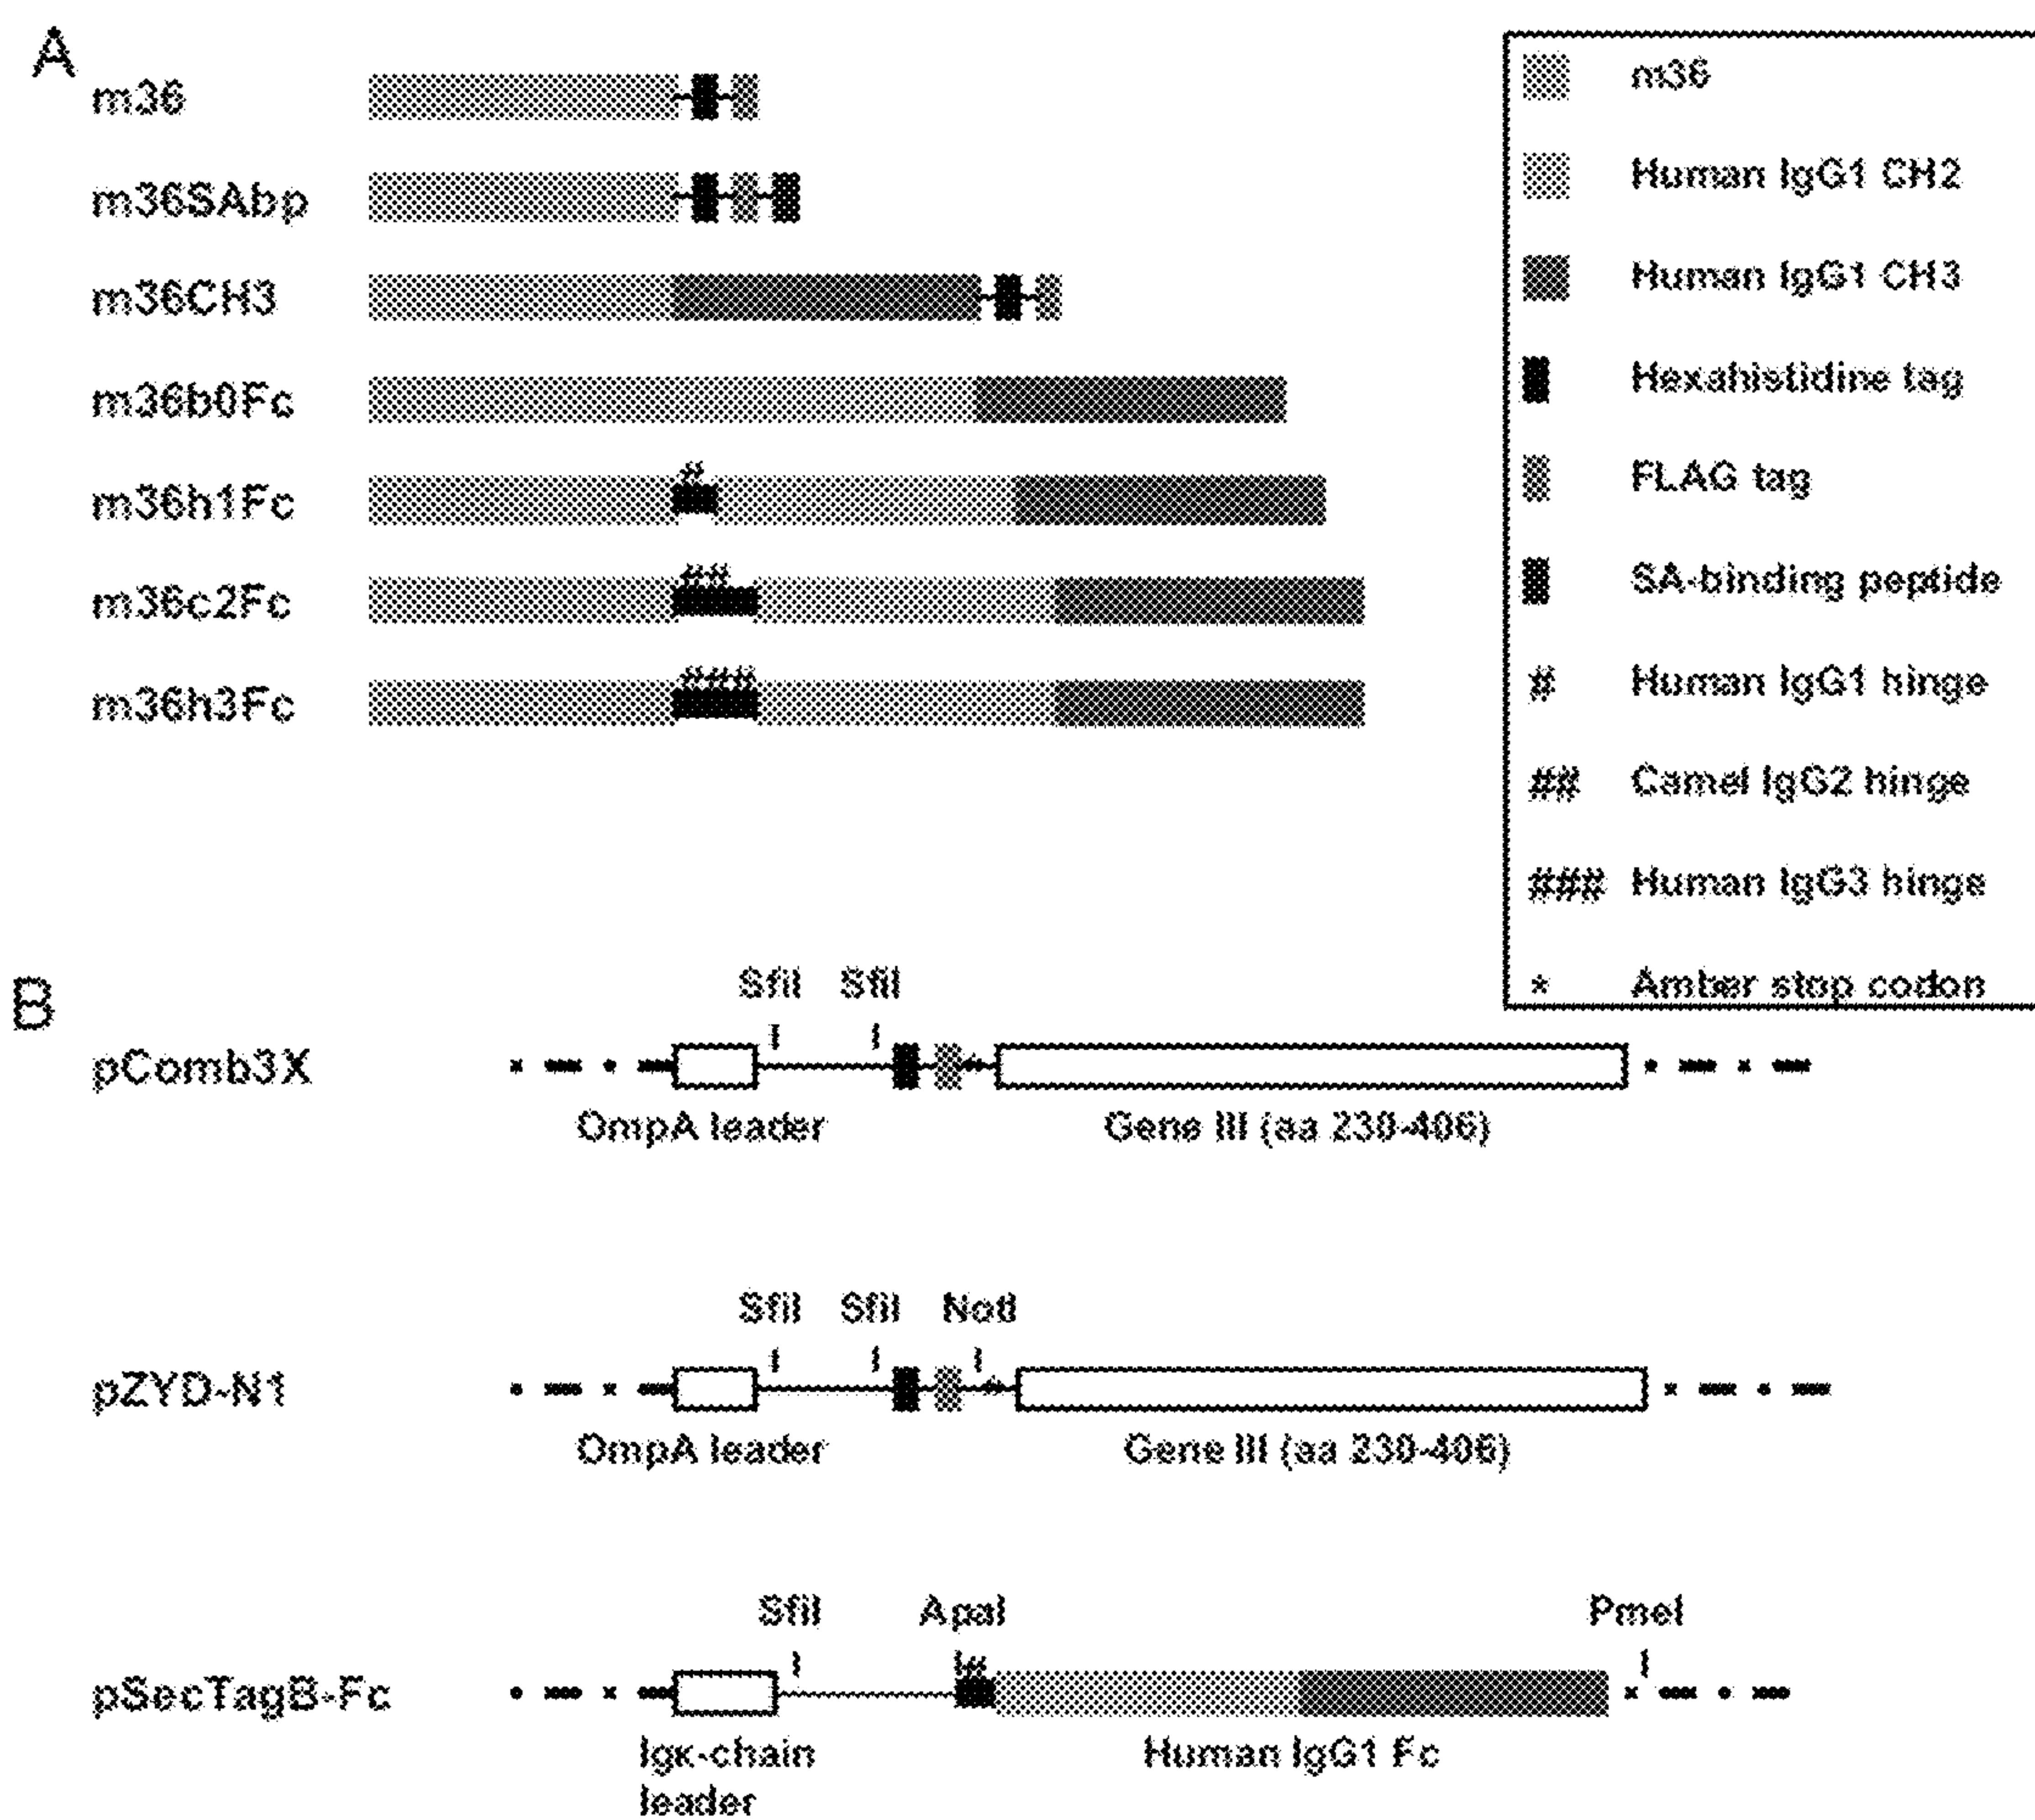 A
m36
m36SAbp
m36CH3
m36b0Fc
#
m36h1Fc
##
m36c2Fc
###
m36h3Fc
m36
Human IgG1 CH2
Human IgG1 CH3
Hexahistidine tag
FLAG tag
SA-binding peptide
# Human IgG1 hinge
## Camel IgG2 hinge
### Human IgG3 hinge
* Amber stop codon
B
SfiI SfiI
pComb3X
*
OmpA leader Gene III (aa 230-406)
SfiI SfiI NotI
pZYD-N1
*
OmpA leader Gene III (aa 230-406)
SfiI ApaI PmeI
#
pSecTagB-Fc
Igκ-chain Human IgG1 Fc
leader